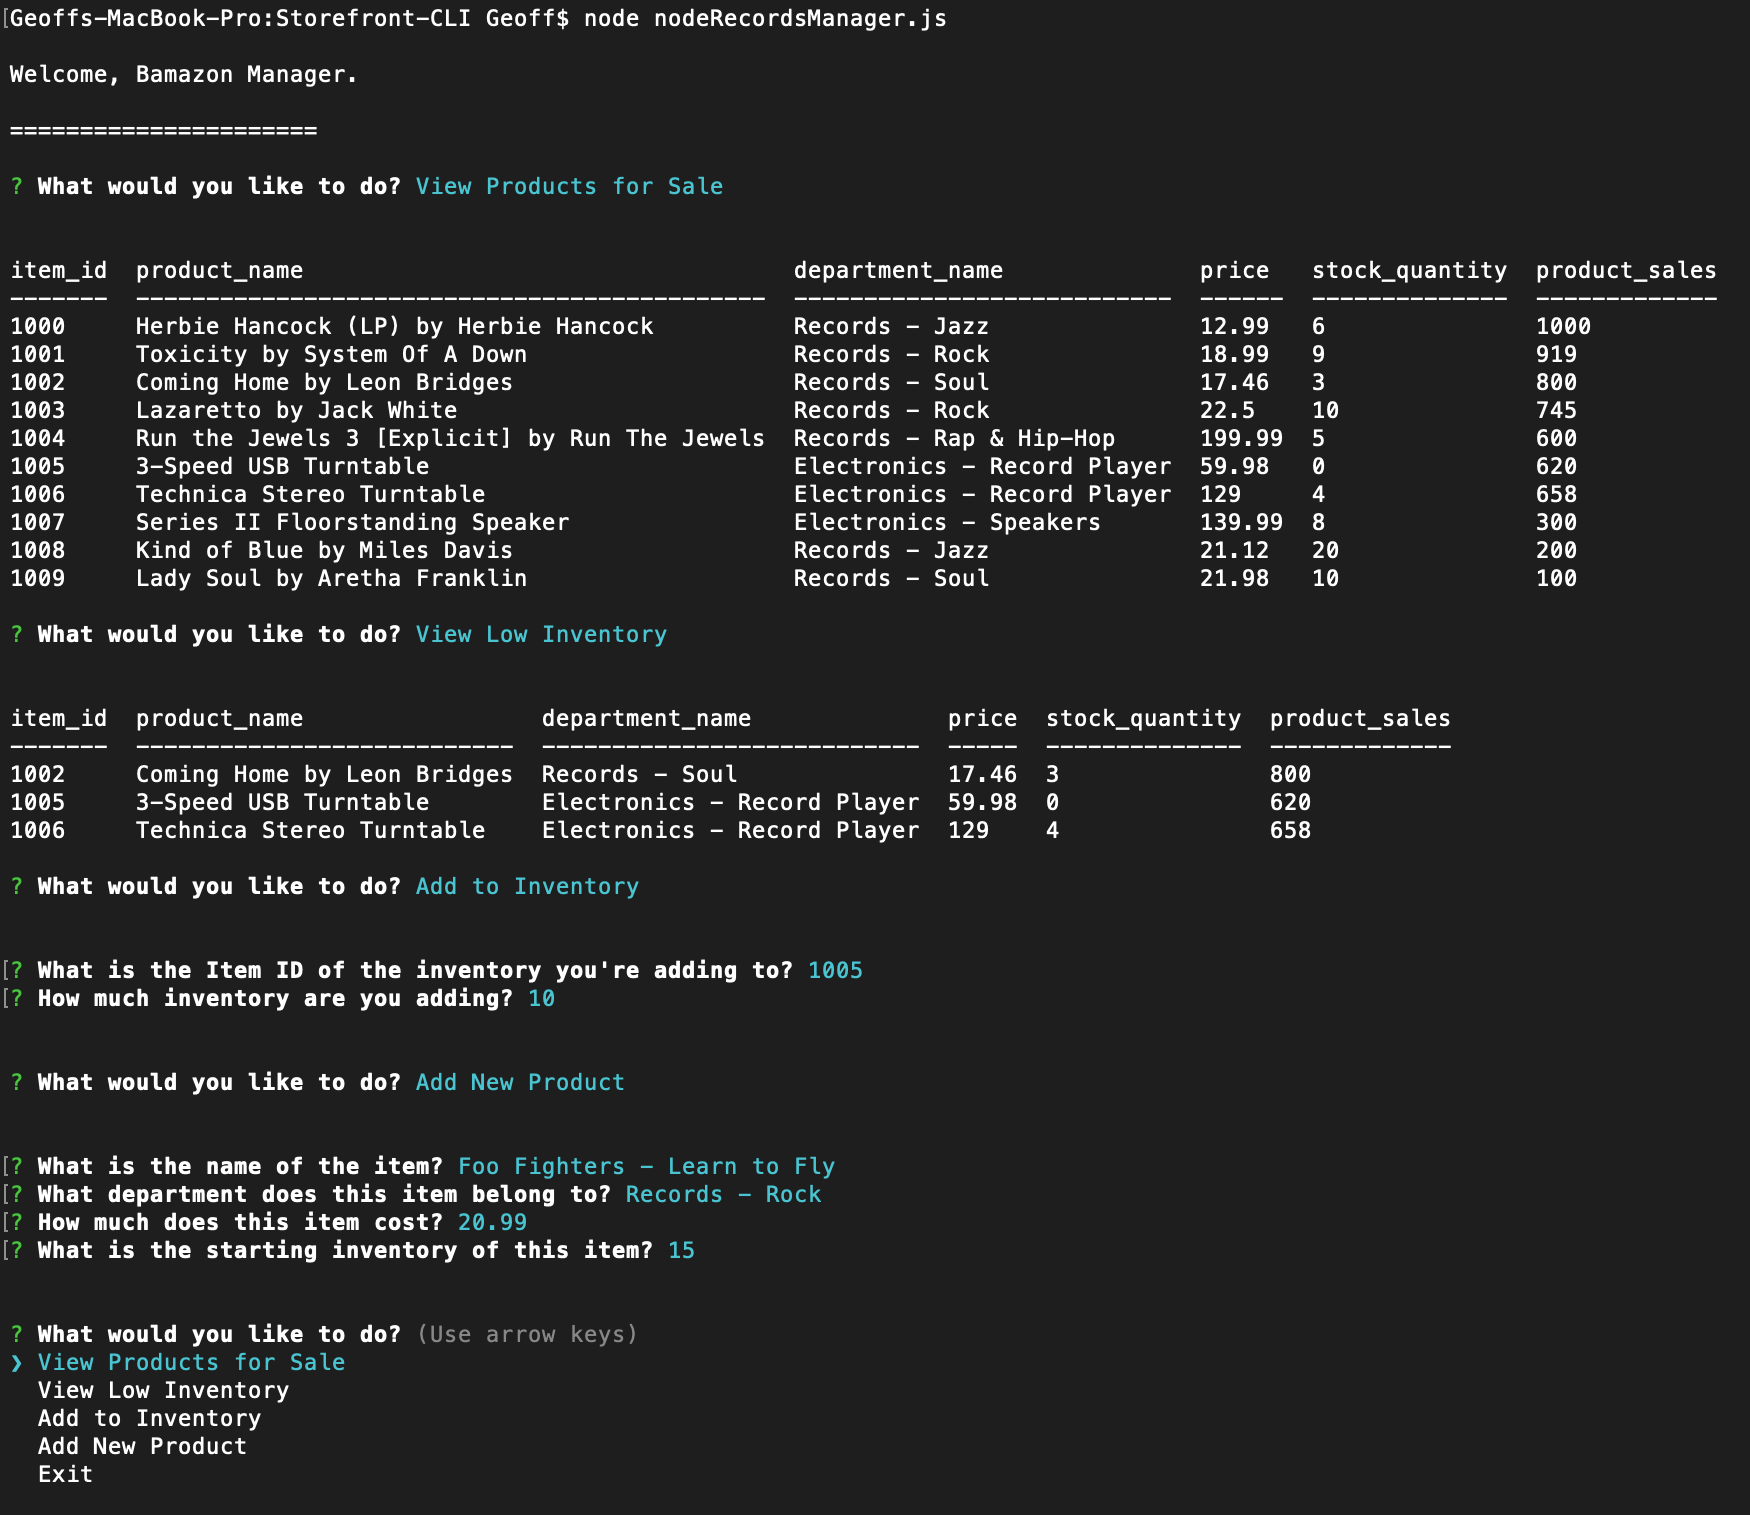 [Geoffs-MacBook-Pro:Storefront-CLI Geoff$ node nodeRecordsManager.js
Welcome, Bamazon Manager.
======================
? What would you like to do? View Products for Sale
item_id  product_name                                   department_name              price   stock_quantity  product_sales
-------  ---------------------------------------------  ---------------------------  ------  --------------  -------------
1000     Herbie Hancock (LP) by Herbie Hancock          Records - Jazz               12.99   6               1000
1001     Toxicity by System Of A Down                   Records - Rock               18.99   9               919
1002     Coming Home by Leon Bridges                    Records - Soul               17.46   3               800
1003     Lazaretto by Jack White                        Records - Rock               22.5    10              745
1004     Run the Jewels 3 [Explicit] by Run The Jewels  Records - Rap & Hip-Hop      199.99  5               600
1005     3-Speed USB Turntable                          Electronics - Record Player  59.98   0               620
1006     Technica Stereo Turntable                      Electronics - Record Player  129     4               658
1007     Series II Floorstanding Speaker                Electronics - Speakers       139.99  8               300
1008     Kind of Blue by Miles Davis                    Records - Jazz               21.12   20              200
1009     Lady Soul by Aretha Franklin                   Records - Soul               21.98   10              100
? What would you like to do? View Low Inventory
item_id  product_name                 department_name              price  stock_quantity  product_sales
-------  ---------------------------  ---------------------------  -----  --------------  -------------
1002     Coming Home by Leon Bridges  Records - Soul               17.46  3               800
1005     3-Speed USB Turntable        Electronics - Record Player  59.98  0               620
1006     Technica Stereo Turntable    Electronics - Record Player  129    4               658
? What would you like to do? Add to Inventory
[? What is the Item ID of the inventory you're adding to? 1005
[? How much inventory are you adding? 10
? What would you like to do? Add New Product
[? What is the name of the item? Foo Fighters - Learn to Fly
[? What department does this item belong to? Records - Rock
[? How much does this item cost? 20.99
[? What is the starting inventory of this item? 15
? What would you like to do? (Use arrow keys)
❯ View Products for Sale
View Low Inventory
Add to Inventory
Add New Product
Exit